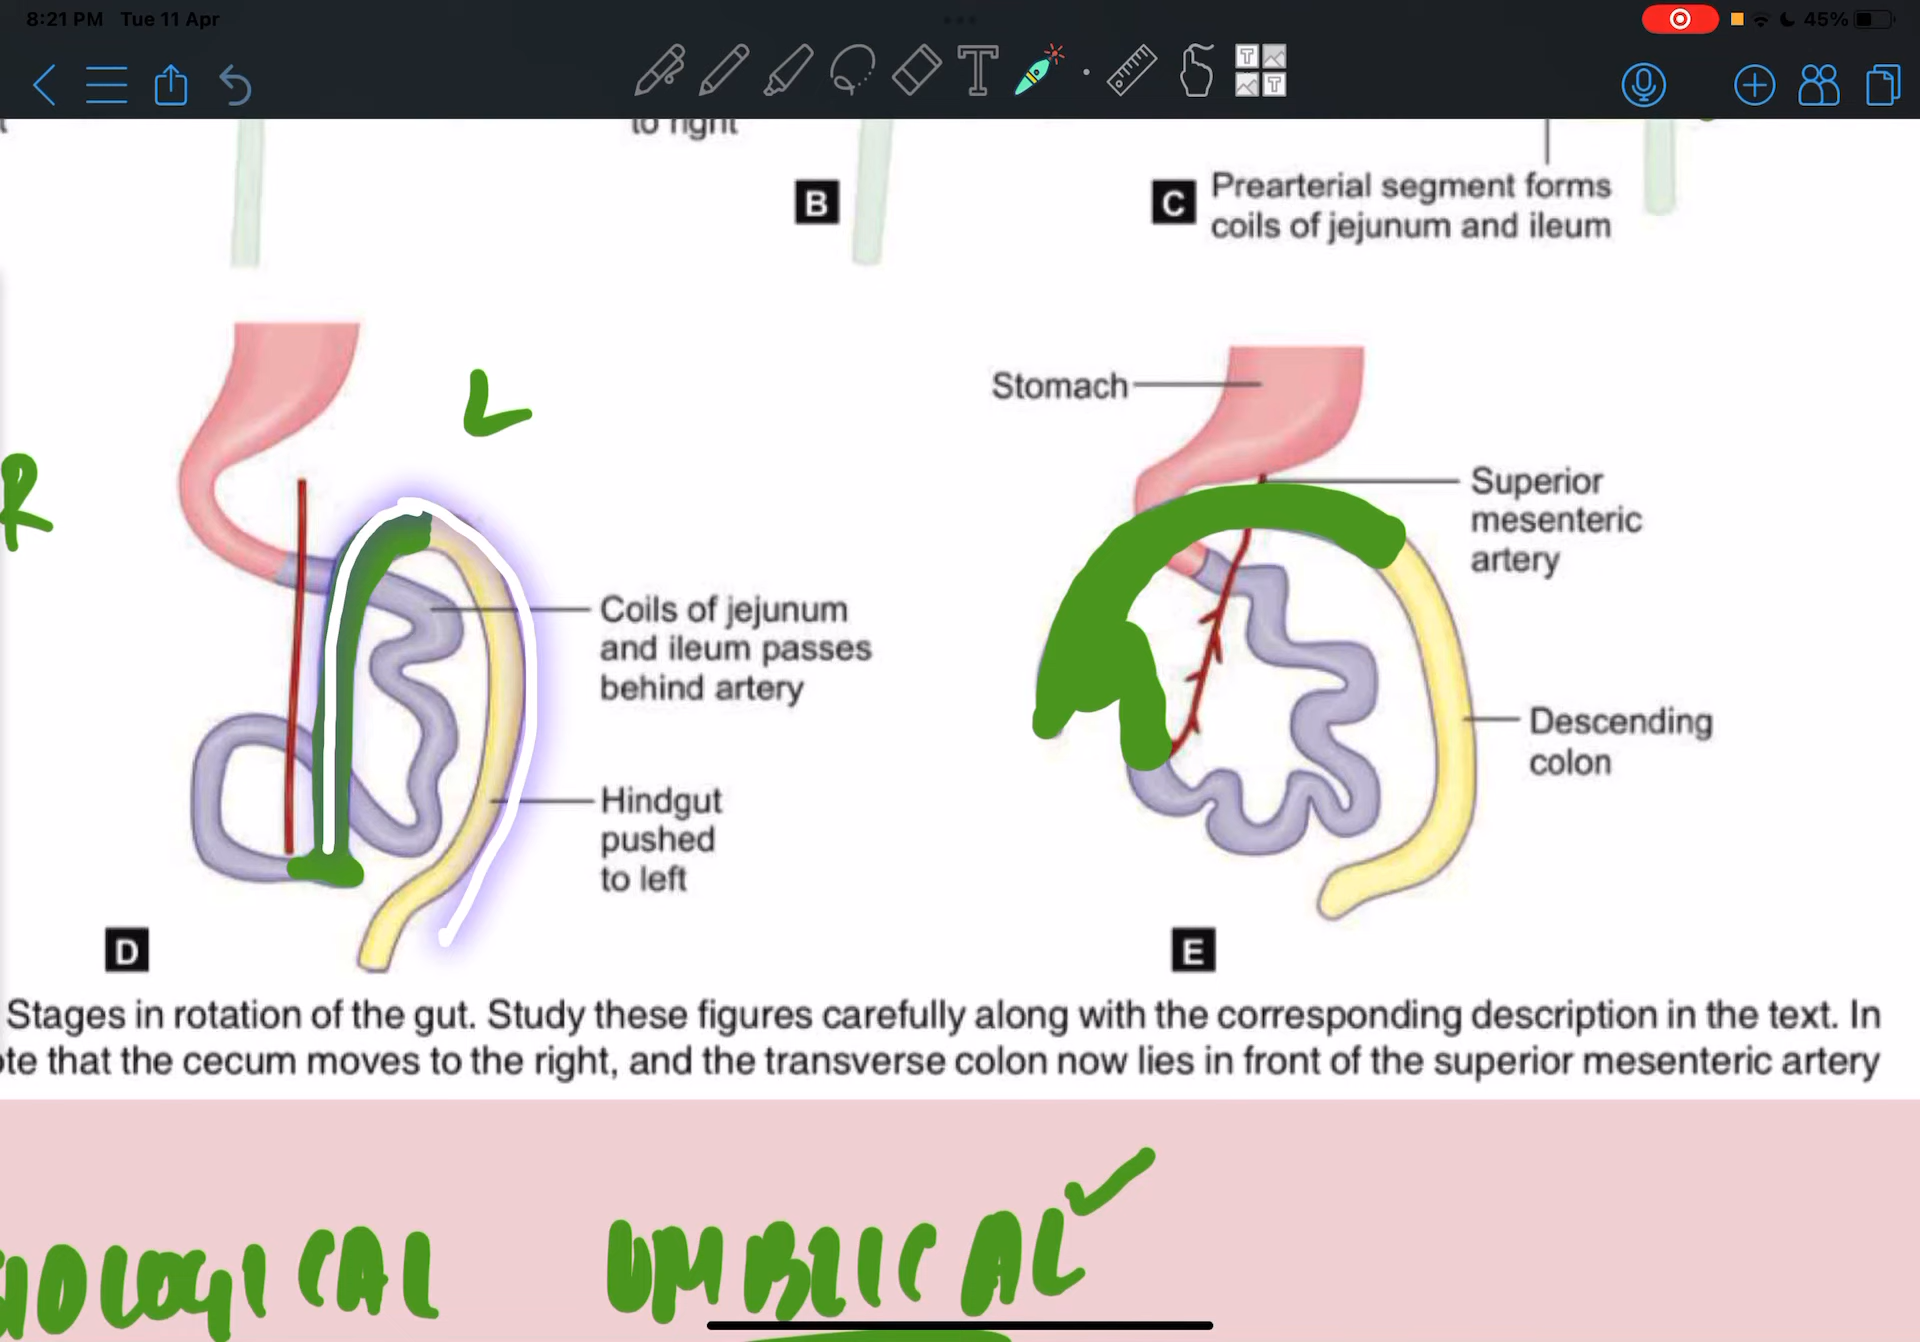 8:21 PM Tue 11 Apr
45%
T
T
T
to right
B
C
Prearterial segment forms
coils of jejunum and ileum
L
R
Stomach
Superior
mesenteric
artery
Coils of jejunum
and ileum passes
behind artery
Descending
colon
Hindgut
pushed
to left
D
E
Stages in rotation of the gut. Study these figures carefully along with the corresponding description in the text. In
te that the cecum moves to the right, and the transverse colon now lies in front of the superior mesenteric artery
IOLOGICAL UMBLICAL